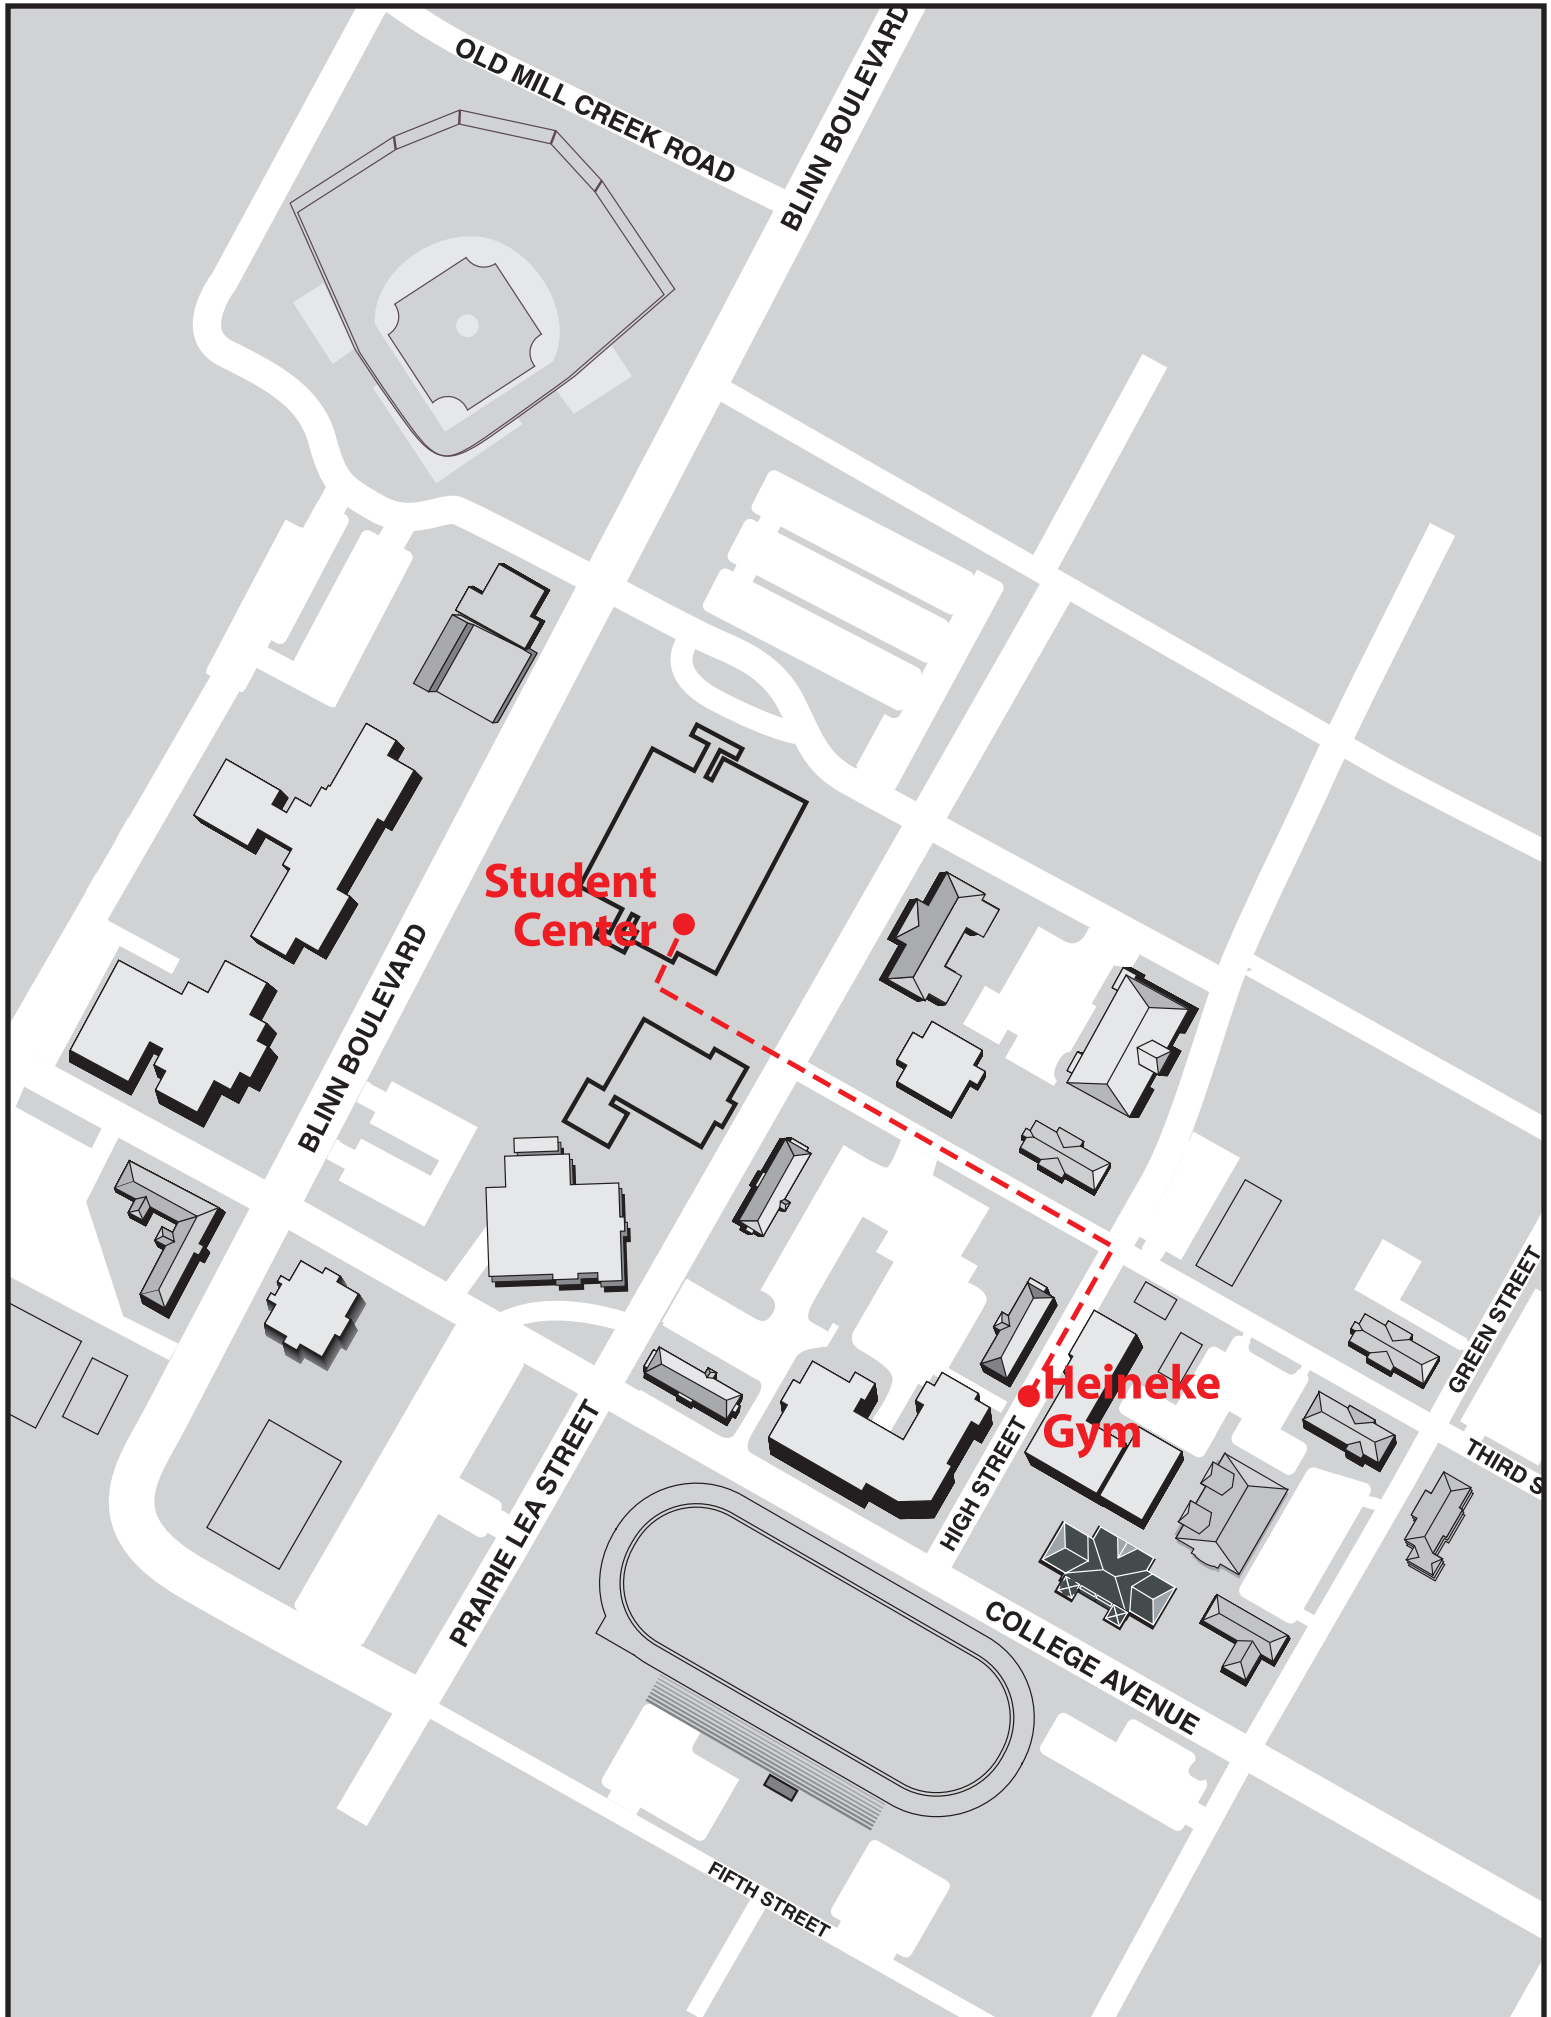 OLD MILL CREEK ROAD
BLINN BOULEVARD
Student
Center
BLINN BOULEVARD
GREEN STREET
Heineke
Gym
HIGH STREET
PRAIRIE LEA STREET
THIRD S
COLLEGE AVENUE
FIFTH STREET